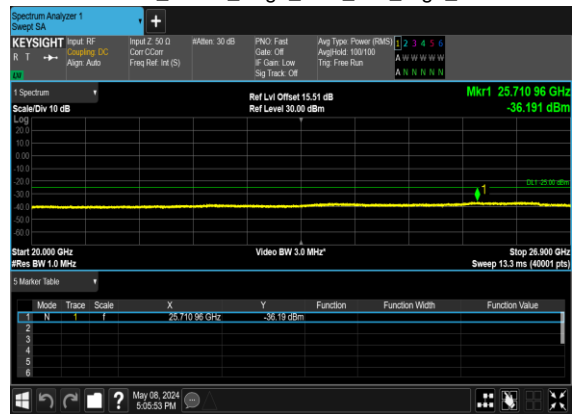 Spectrum Analyzer 1
Swept SA
+
KEYSIGHT Input: RF Input Z: 50 Ω #Atten: 30 dB PNO: Fast Avg Type: Power (RMS) 1 2 3 4 5 6
R T Coupling: DC Corr CCorr Gate: Off Avg|Hold: 100/100 A W W W W W
Align: Auto Freq Ref: Int (S) IF Gain: Low Trig: Free Run
Sig Track: Off A N N N N N
LW
1 Spectrum Ref Lvl Offset 15.51 dB Mkr1 25.710 96 GHz
Scale/Div 10 dB Ref Level 30.00 dBm -36.191 dBm
Log
20.0
10.0
0.00
-10.0
-20.0 DL1 -25.00 dBm
-30.0 1
-40.0
-50.0
-60.0
Start 20.000 GHz Video BW 3.0 MHz* Stop 26.900 GHz
#Res BW 1.0 MHz Sweep 13.3 ms (40001 pts)
5 Marker Table
Mode Trace Scale X Y Function Function Width Function Value
1 N 1 f 25.710 96 GHz -36.19 dBm
2
3
4
5
6
? May 08, 2024
5:05:53 PM